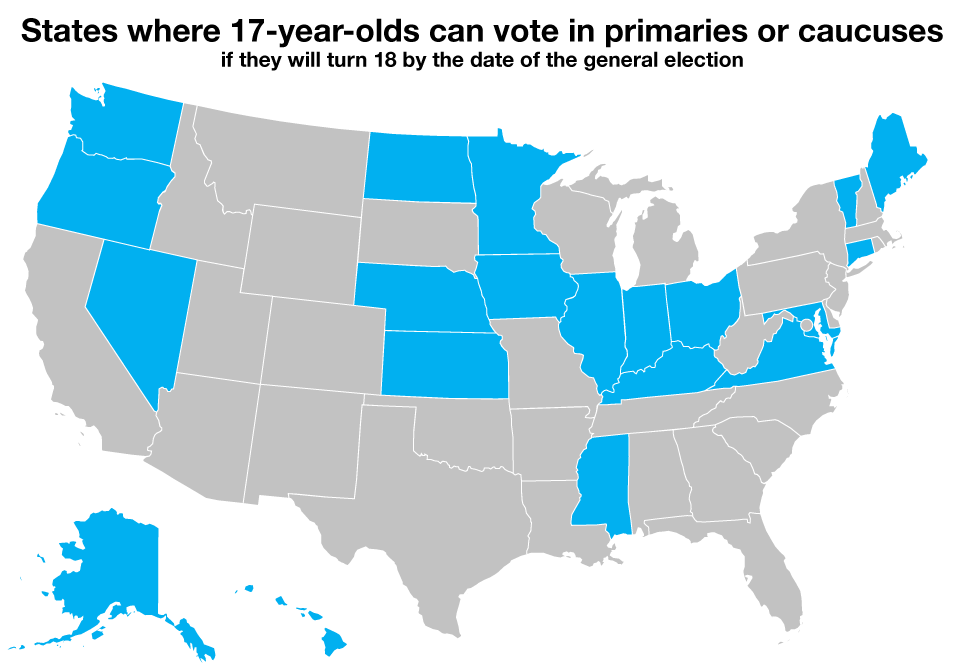 States where 17-year-olds can vote in primaries or caucuses
if they will turn 18 by the date of the general election